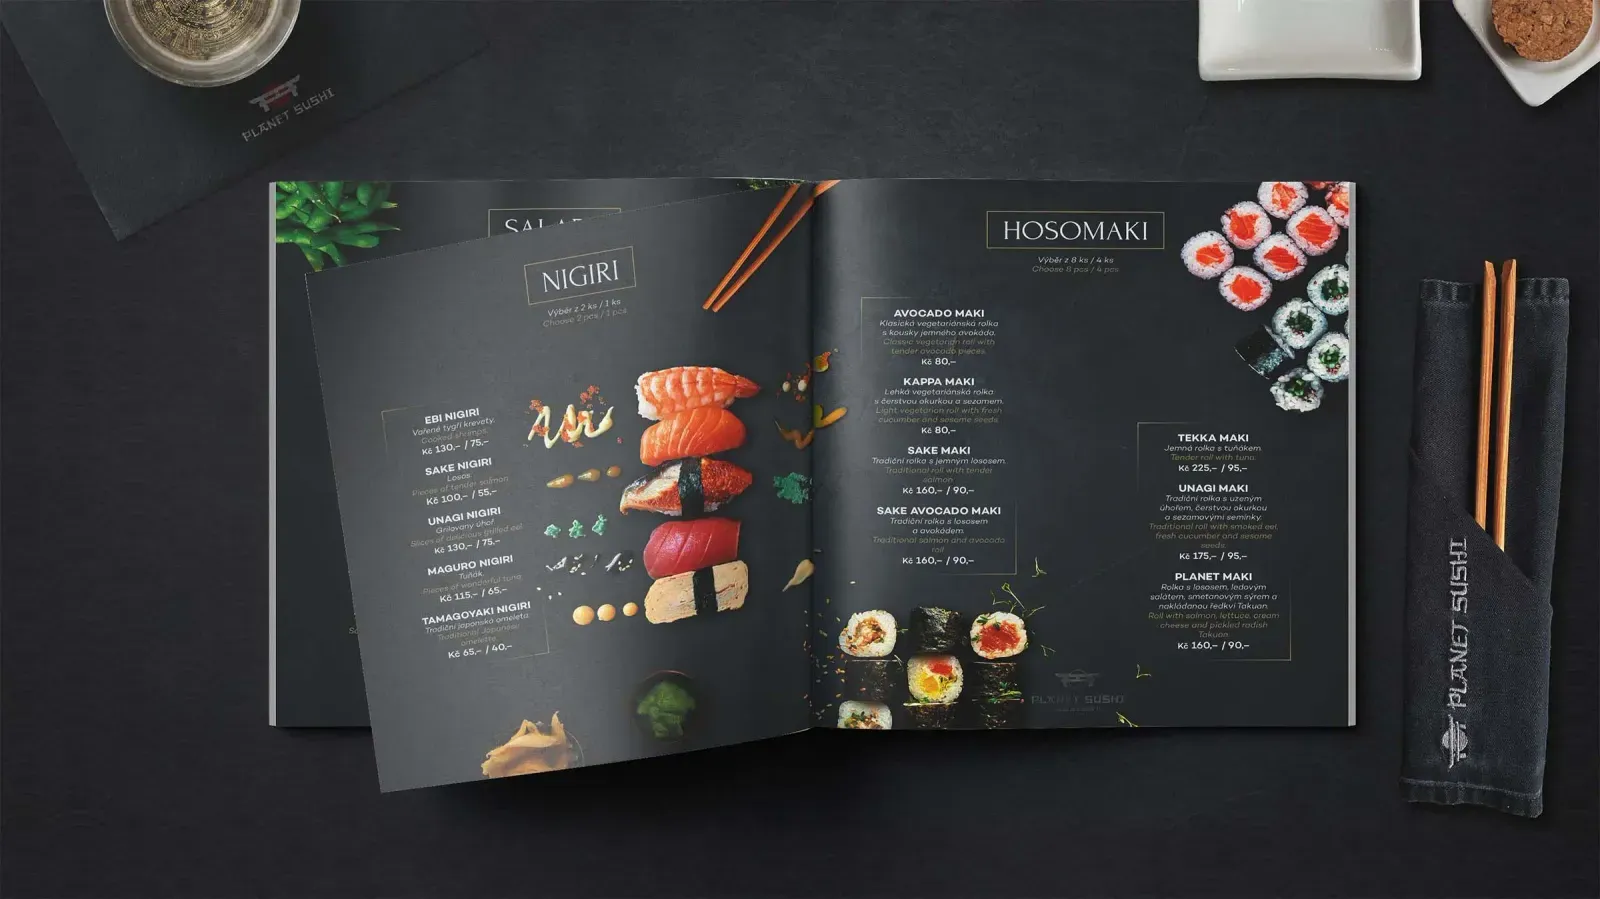 PLANET SUSHI
NIGIRI
Výběr z 2 ks / 1 ks
Choose 2 pcs / 1 pcs
EBI NIGIRI
Vařené tygří krevety.
Cooked shrimps.
Kč 130,– / 75,–
SAKE NIGIRI
Losos.
Pieces of tender salmon.
Kč 100,– / 55,–
UNAGI NIGIRI
Grilovaný úhoř.
Slices of delicious grilled eel.
Kč 130,– / 75,–
MAGURO NIGIRI
Tuňák.
Pieces of wonderful tuna.
Kč 115,– / 65,–
TAMAGOYAKI NIGIRI
Tradiční japonská omeleta.
Traditional Japanese
omelette.
Kč 65,– / 40,–
HOSOMAKI
Výběr z 8 ks / 4 ks
Choose 8 pcs / 4 pcs
AVOCADO MAKI
Klasická vegetariánská rolka
s kousky jemného avokáda.
Classic vegetarian roll with
tender avocado pieces.
Kč 80,–
KAPPA MAKI
Lehká vegetariánská rolka
s čerstvou okurkou a sezamem.
Light vegetarian roll with fresh
cucumber and sesame seeds.
Kč 80,–
SAKE MAKI
Tradiční rolka s jemným lososem.
Traditional roll with tender
salmon.
Kč 160,– / 90,–
SAKE AVOCADO MAKI
Tradiční rolka s lososem
a avokádem.
Traditional salmon and avocado
roll.
Kč 160,– / 90,–
TEKKA MAKI
Jemná rolka s tuňákem.
Tender roll with tuna.
Kč 225,– / 95,–
UNAGI MAKI
Tradiční rolka s uzeným
úhořem, čerstvou okurkou
a sezamovými semínky.
Traditional roll with smoked eel,
fresh cucumber and sesame
seeds.
Kč 175,– / 95,–
PLANET MAKI
Rolka s lososem, ledovým
salátem, smetanovým sýrem a
nakládanou ředkví Takuan.
Roll with salmon, lettuce, cream
cheese and pickled radish
Takuan.
Kč 160,– / 90,–
PLANET SUSHI
PLANET SUSHI